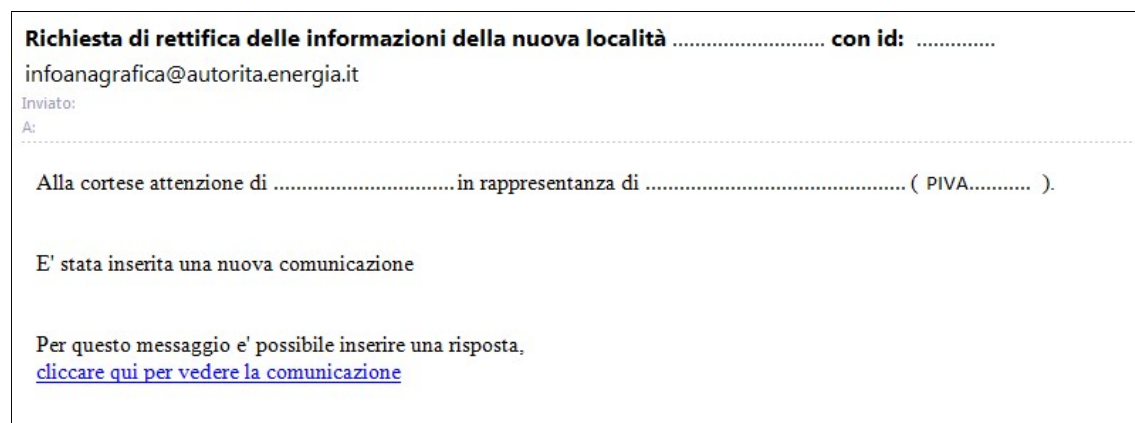 Richiesta di rettifica delle informazioni della nuova località ........................... con id: ..............
infoanagrafica@autorita.energia.it
Inviato:
A:
Alla cortese attenzione di ................................. in rappresentanza di ............................................... ( PIVA........... ).
E' stata inserita una nuova comunicazione
Per questo messaggio e' possibile inserire una risposta,
cliccare qui per vedere la comunicazione